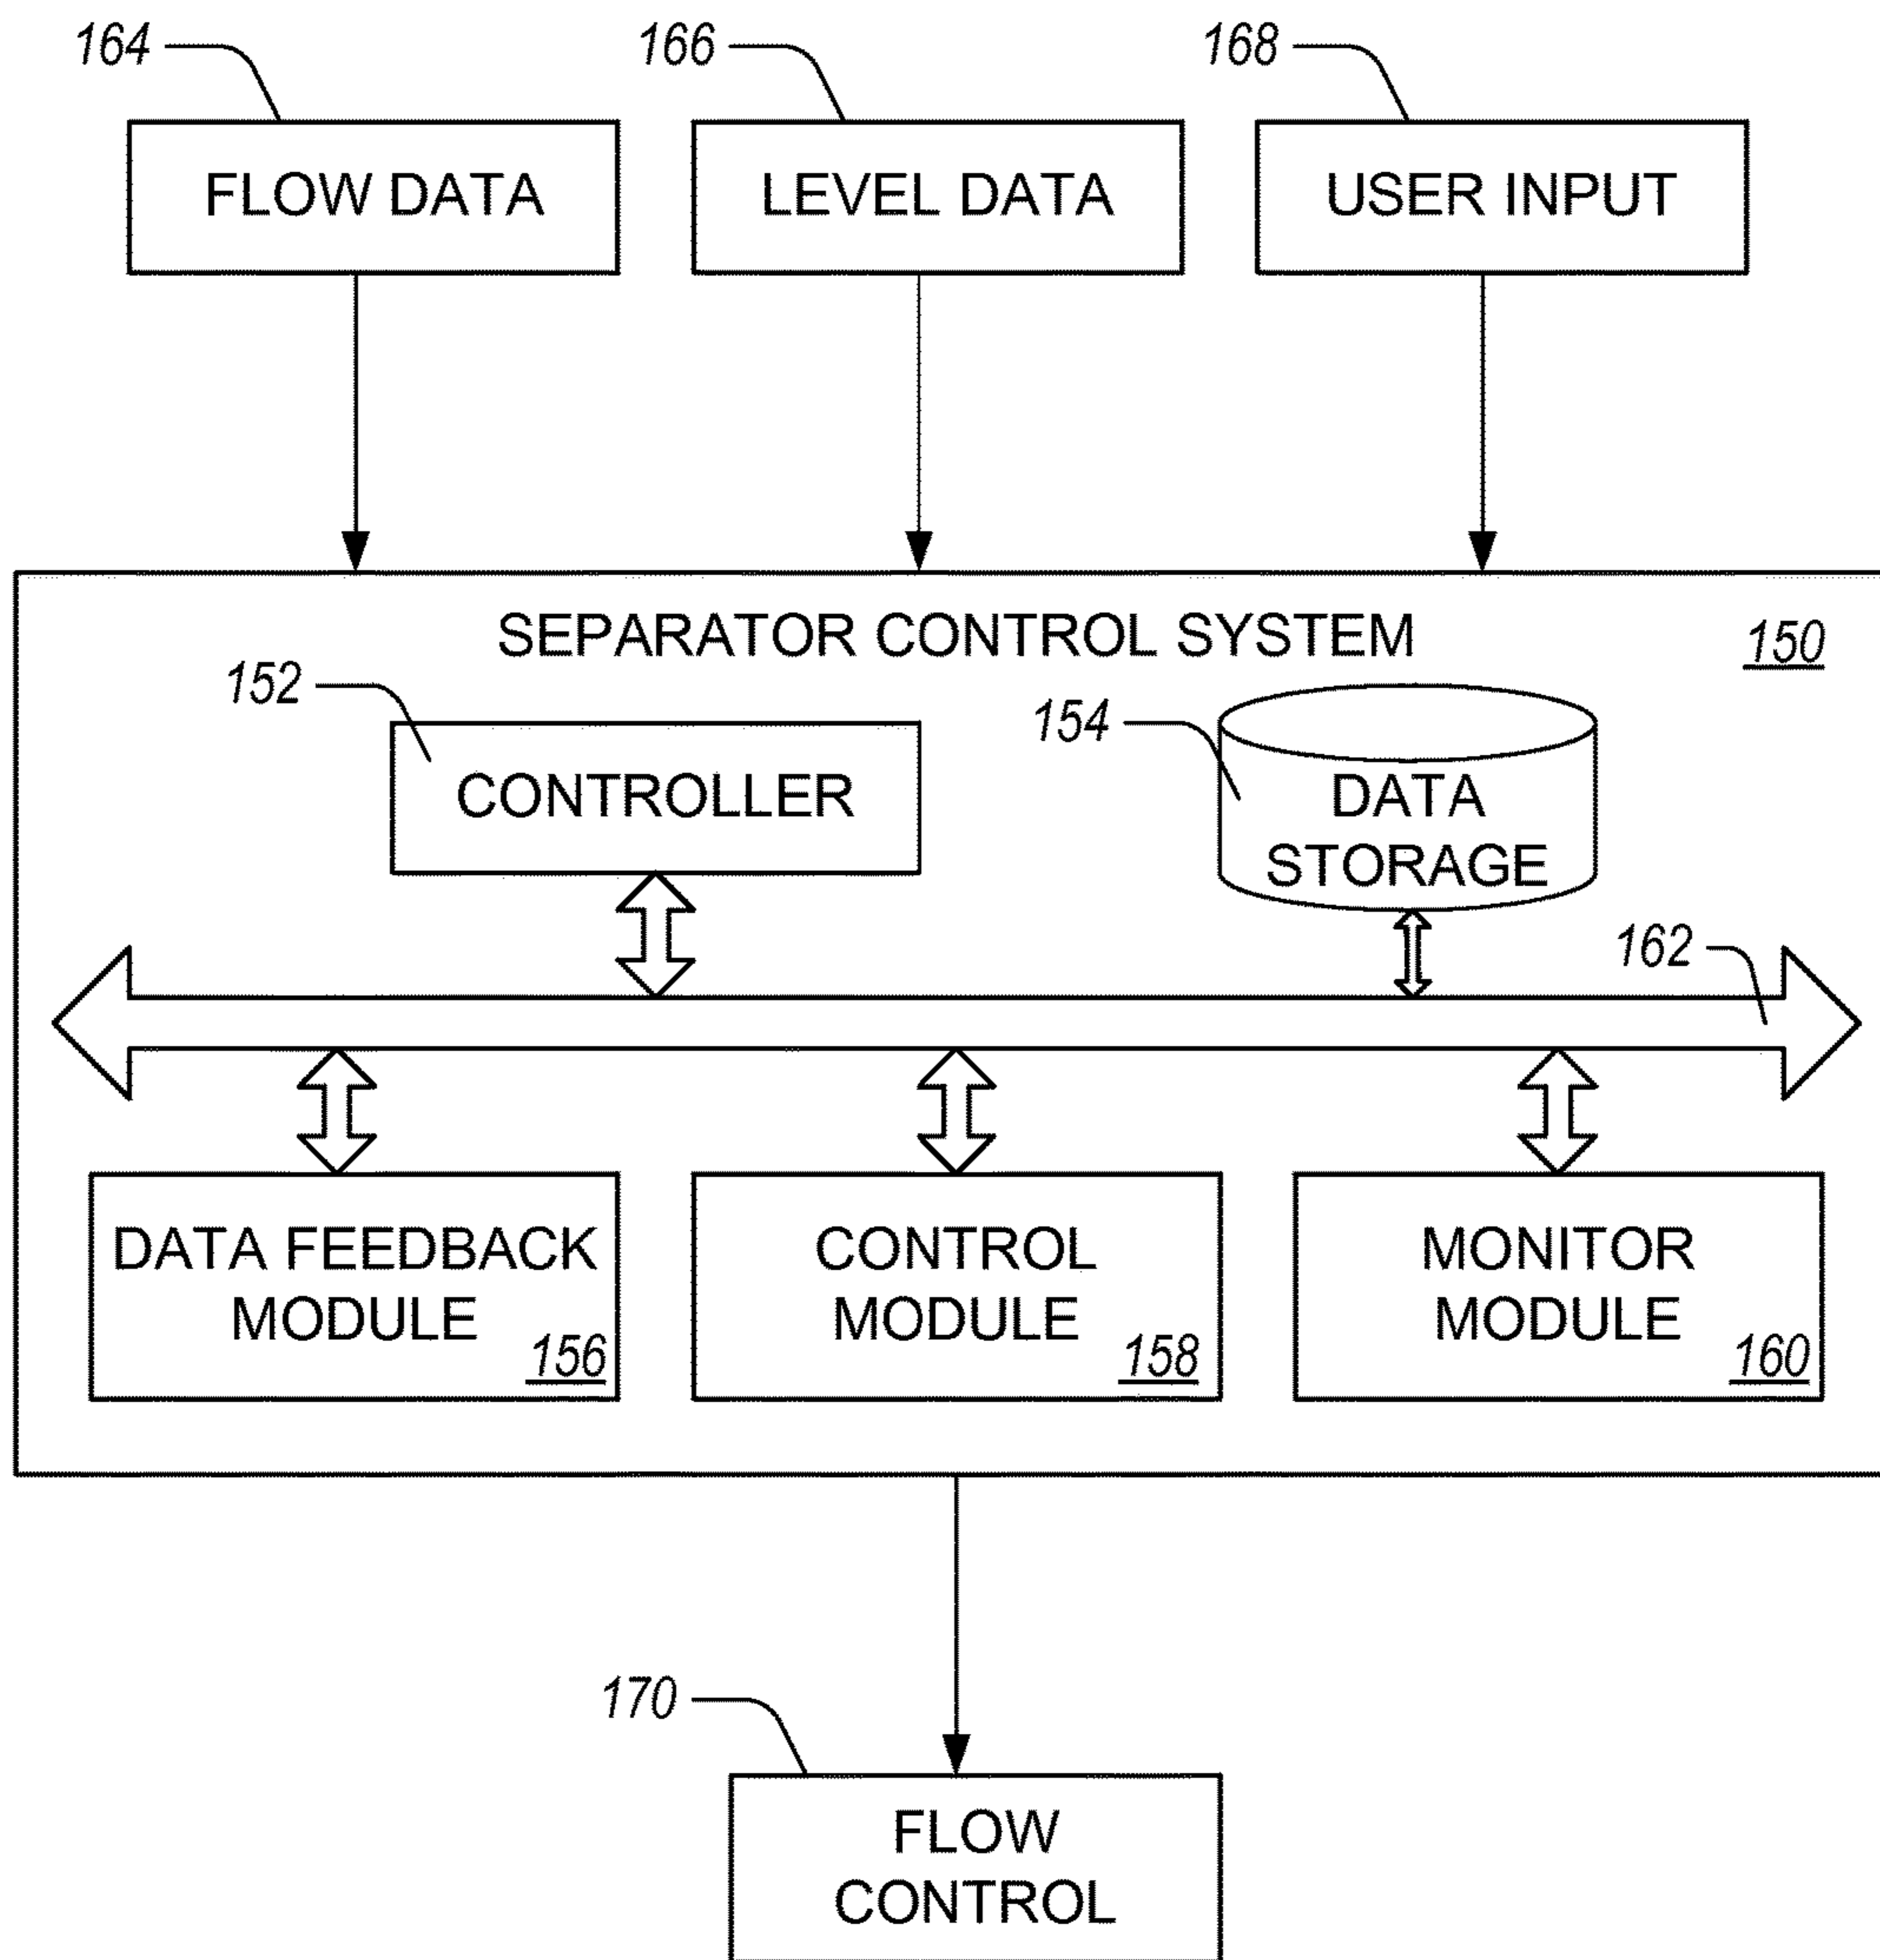 164
166
168
FLOW DATA
LEVEL DATA
USER INPUT
SEPARATOR CONTROL SYSTEM
150
152
154
CONTROLLER
DATA
STORAGE
162
DATA FEEDBACK
MODULE
156
CONTROL
MODULE
158
MONITOR
MODULE
160
170
FLOW
CONTROL